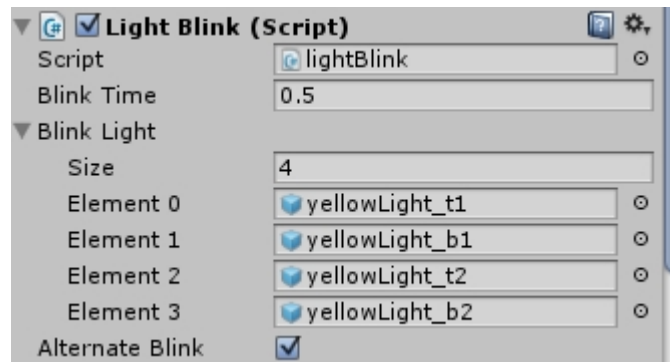 Light Blink (Script)
Script lightBlink
Blink Time 0.5
Blink Light
Size 4
Element 0 yellowLight_t1
Element 1 yellowLight_b1
Element 2 yellowLight_t2
Element 3 yellowLight_b2
Alternate Blink